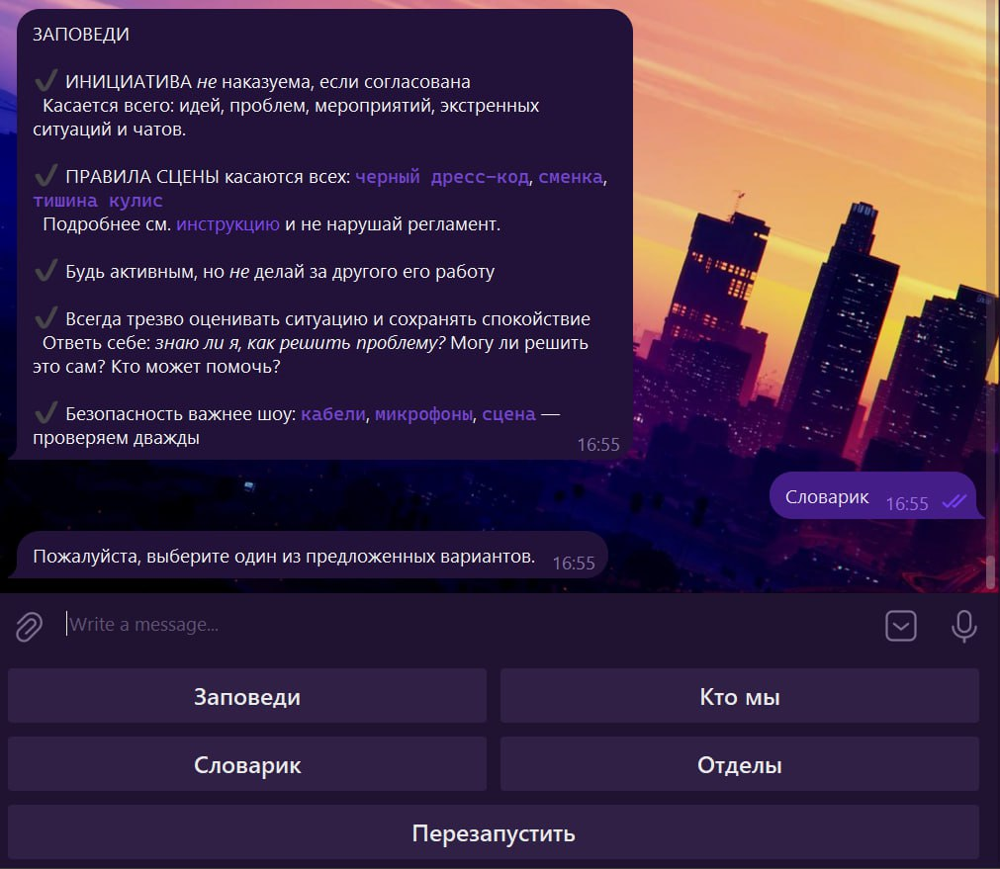 ЗАПОВЕДИ
✔ ИНИЦИАТИВА не наказуема, если согласована
Касается всего: идей, проблем, мероприятий, экстренных
ситуаций и чатов.
✔ ПРАВИЛА СЦЕНЫ касаются всех: черный дресс-код, сменка,
тишина кулис
Подробнее см. инструкцию и не нарушай регламент.
✔ Будь активным, но не делай за другого его работу
✔ Всегда трезво оценивать ситуацию и сохранять спокойствие
Ответь себе: знаю ли я, как решить проблему? Могу ли решить
это сам? Кто может помочь?
✔ Безопасность важнее шоу: кабели, микрофоны, сцена —
проверяем дважды
16:55
Словарик 16:55
Пожалуйста, выберите один из предложенных вариантов. 16:55
Write a message...
Заповеди
Кто мы
Словарик
Отделы
Перезапустить